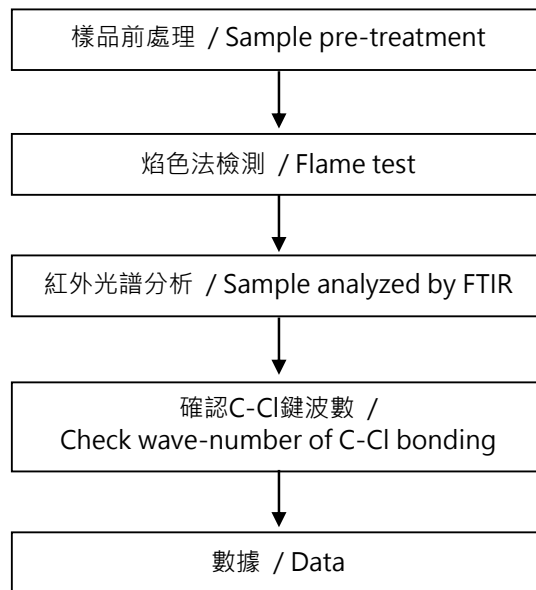 樣品前處理 / Sample pre-treatment
焰色法檢測 / Flame test
紅外光譜分析 / Sample analyzed by FTIR
確認C-Cl鍵波數 /
Check wave-number of C-Cl bonding
數據 / Data